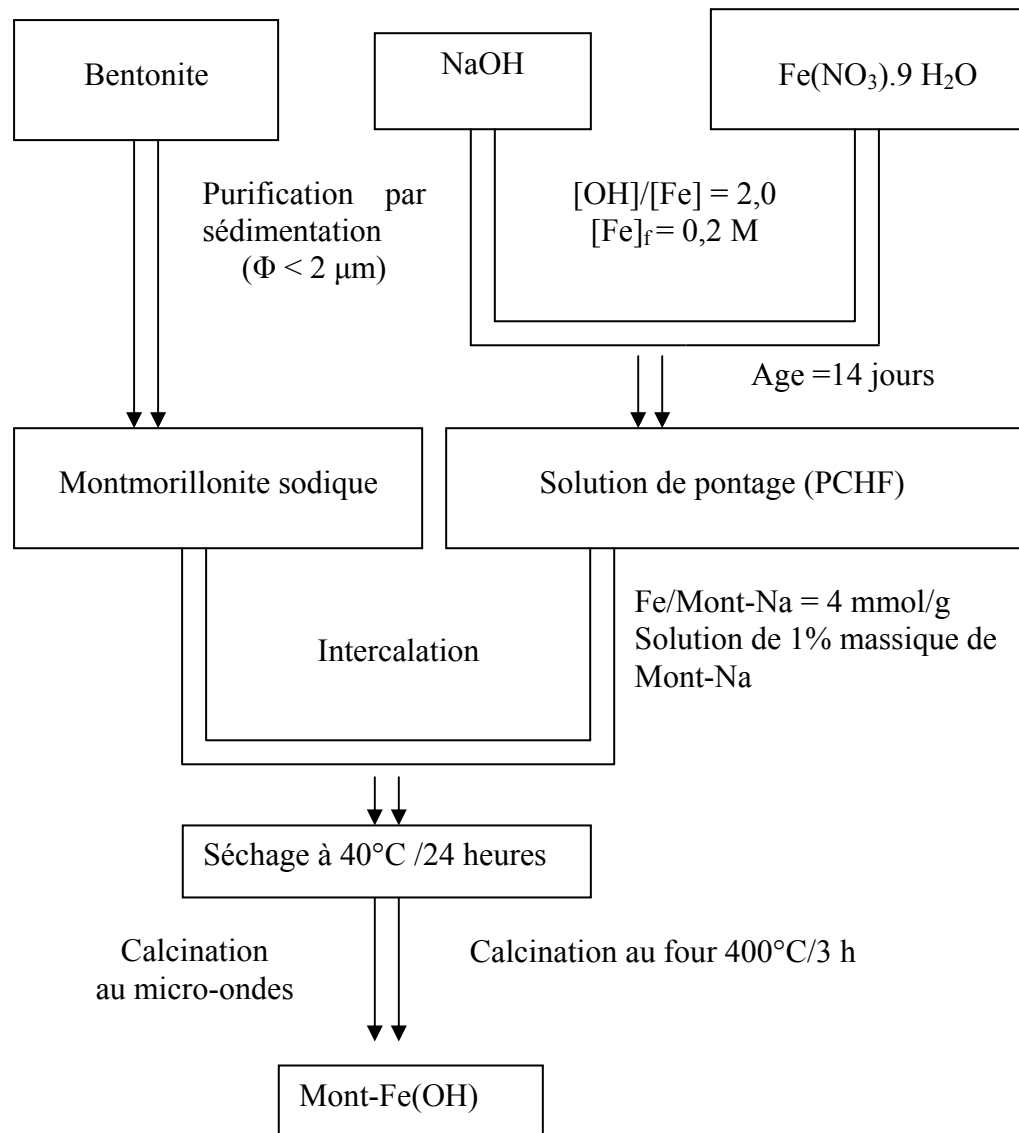 Bentonite
NaOH
Fe(NO₃).9 H₂O
Purification par
sédimentation
(Φ < 2 μm)
[OH]/[Fe] = 2,0
[Fe]f = 0,2 M
Age =14 jours
Montmorillonite sodique
Solution de pontage (PCHF)
Fe/Mont-Na = 4 mmol/g
Solution de 1% massique de
Mont-Na
Intercalation
Séchage à 40°C /24 heures
Calcination
au micro-ondes
Calcination au four 400°C/3 h
Mont-Fe(OH)